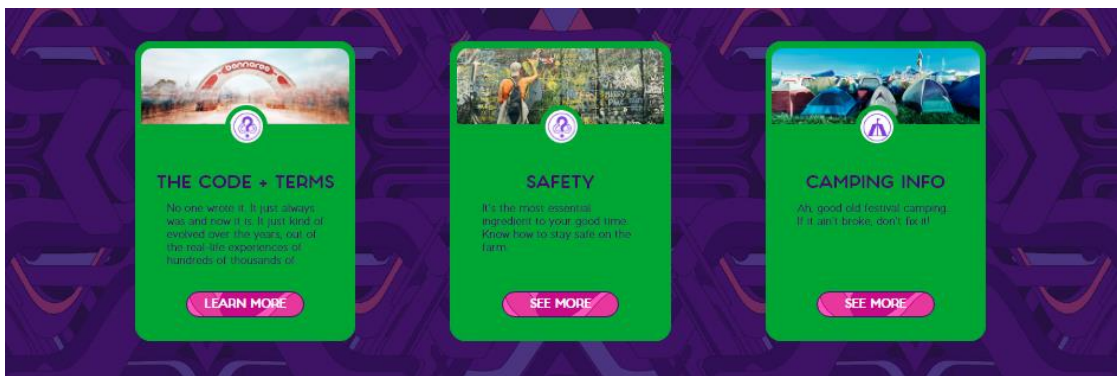 bonnaroo
THE CODE + TERMS
No one wrote it. It just always
was and now it is. It just kind of
evolved over the years, out of
the real-life experiences of
hundreds of thousands of
LEARN MORE
SAFETY
It's the most essential
ingredient to your good time.
Know how to stay safe on the
farm.
SEE MORE
CAMPING INFO
Ah, good old festival camping.
If it ain't broke, don't fix it!
SEE MORE